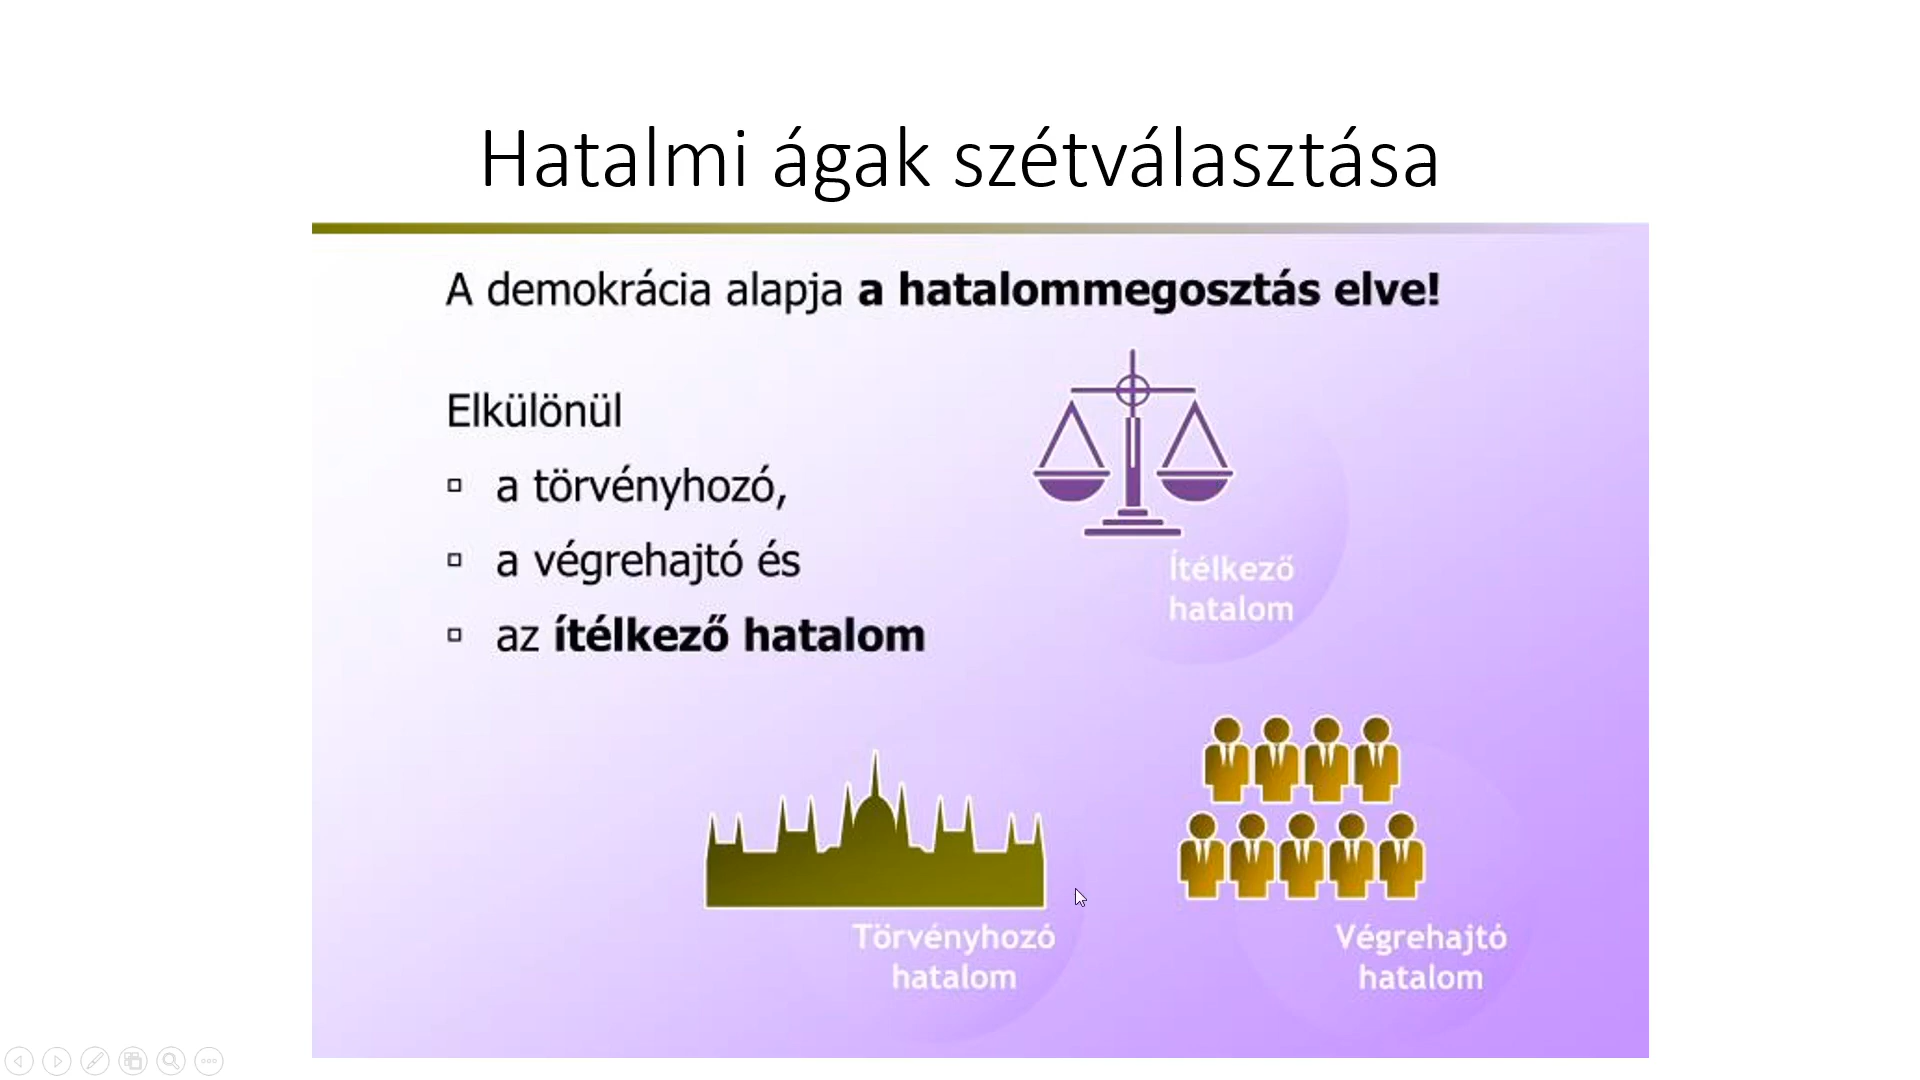 Hatalmi ágak szétválasztása
A demokrácia alapja a hatalommegosztás elve!
Elkülönül
a törvényhozó,
a végrehajtó és
az ítélkező hatalom
Ítélkező
hatalom
Törvényhozó
hatalom
Végrehajtó
hatalom